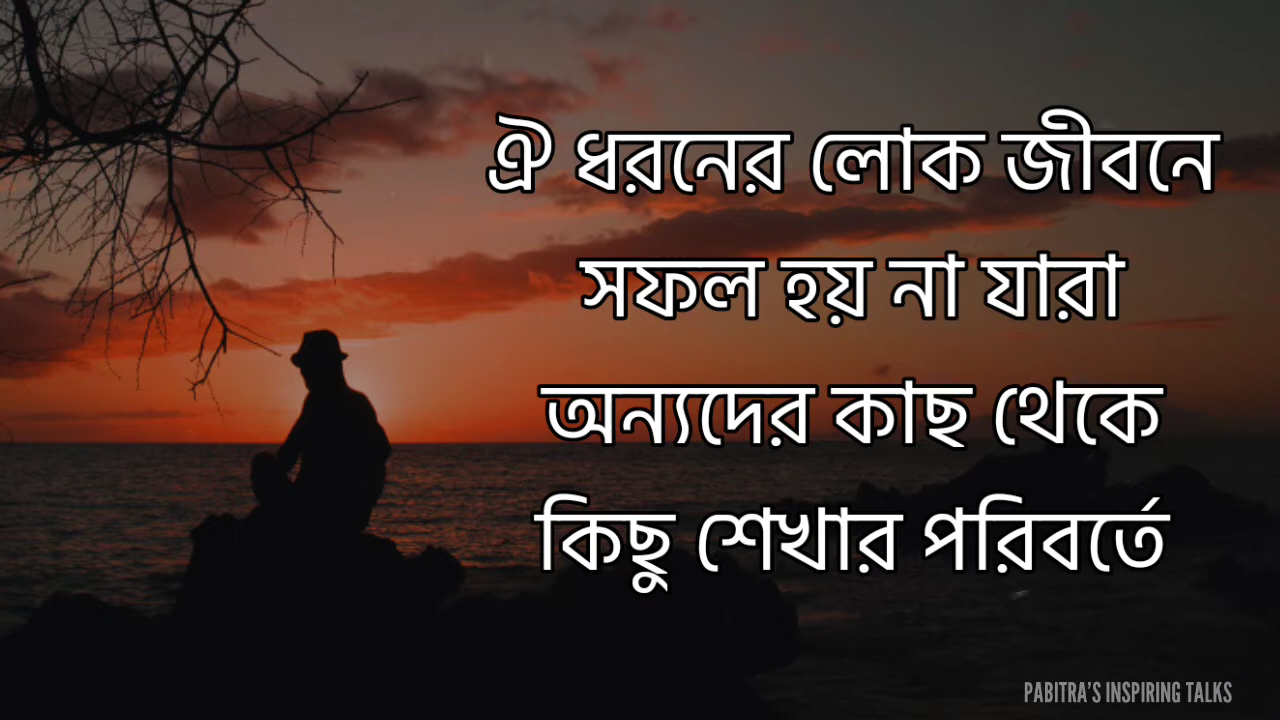 ঐ ধরনের লোক জীবনে
সফল হয় না যারা
অন্যদের কাছ থেকে
কিছু শেখার পরিবর্তে
PABITRA'S INSPIRING TALKS